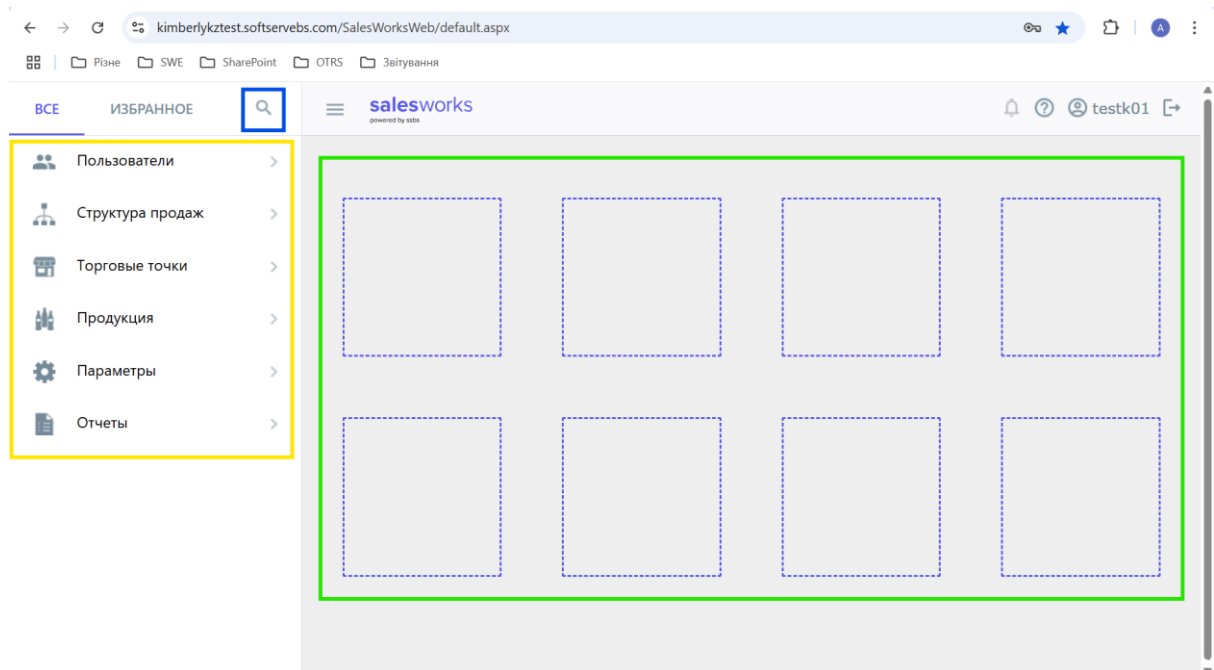 kimberlykztest.softservebs.com/SalesWorksWeb/default.aspx
A
Різне SWE SharePoint OTRS Звітування
ВСЕ ИЗБРАННОЕ
salesworks
powered by ssbs
testk01
Пользователи
Структура продаж
Торговые точки
Продукция
Параметры
Отчеты